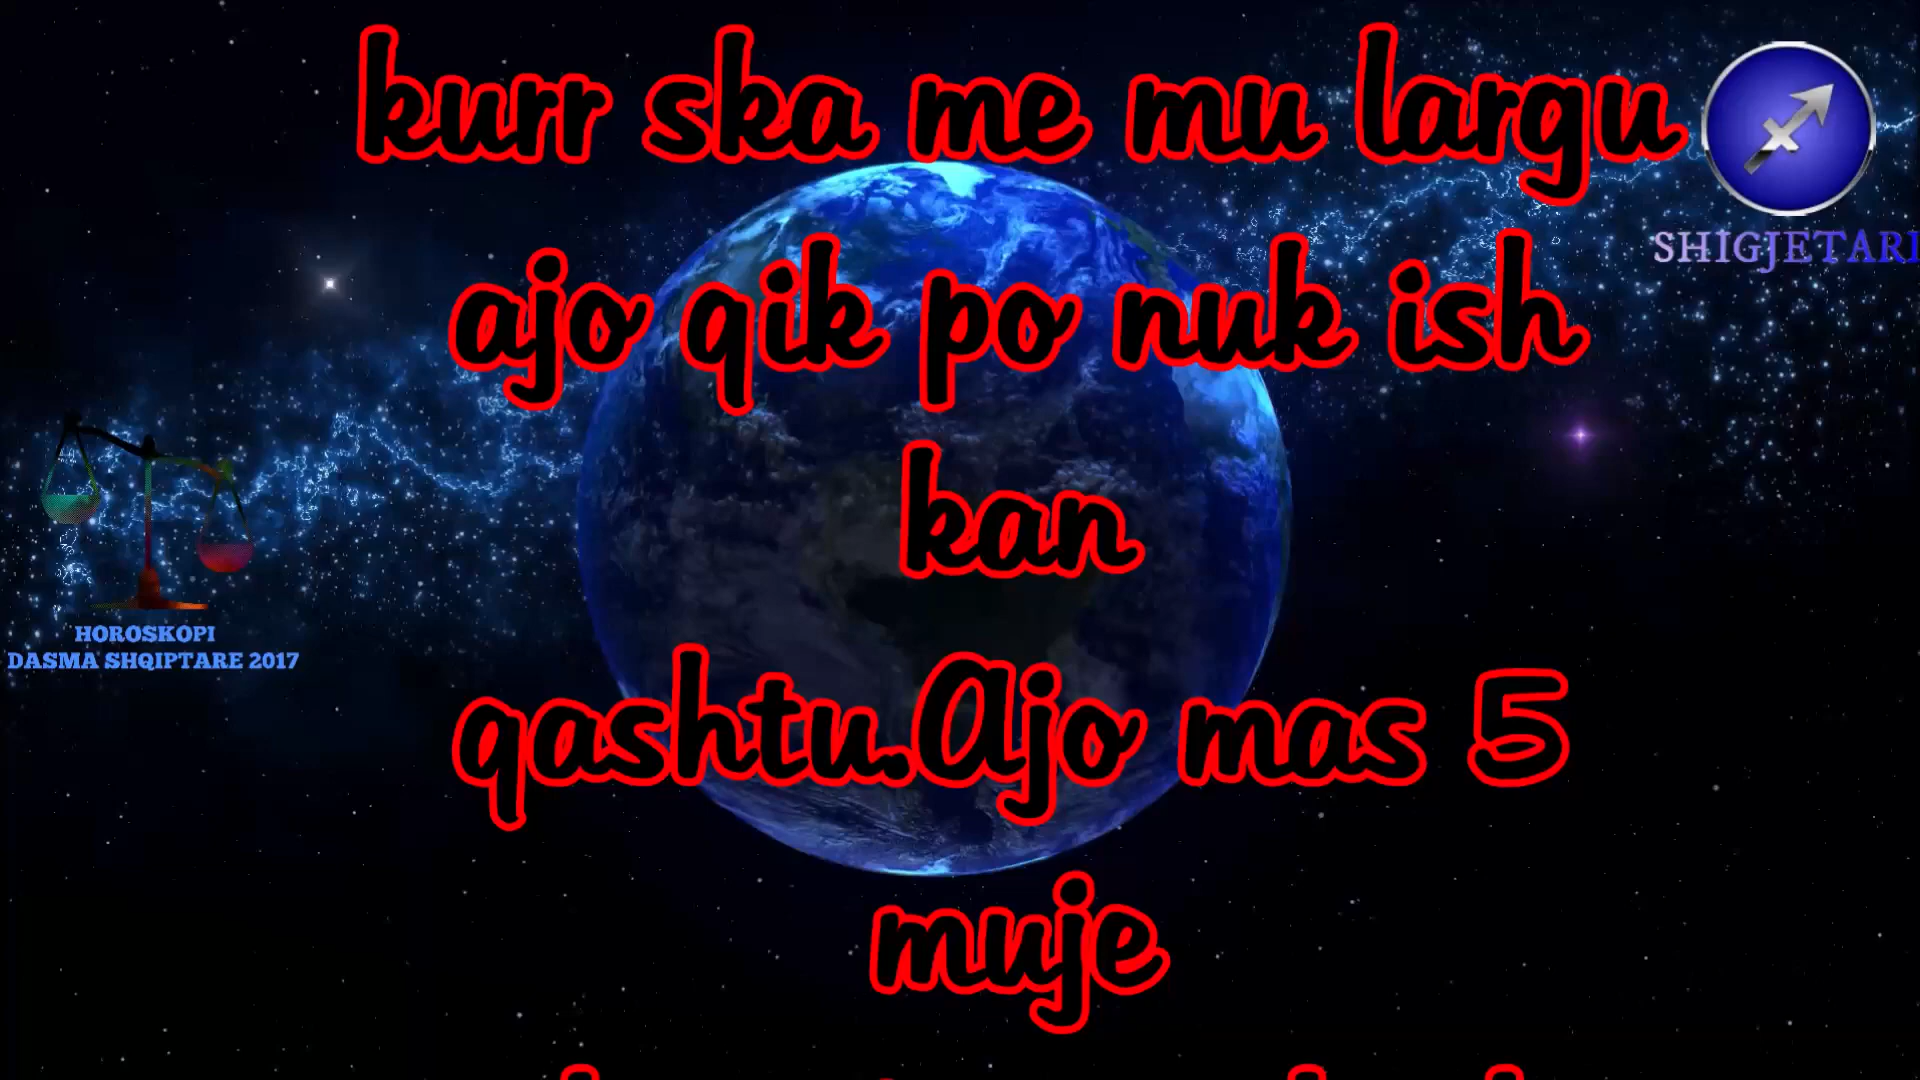 kurr ska me mu largu
ajo qik po nuk ish
kan
qashtu.Ajo mas 5
muje
SHIGJETARI
HOROSKOPI
DASMA SHQIPTARE 2017